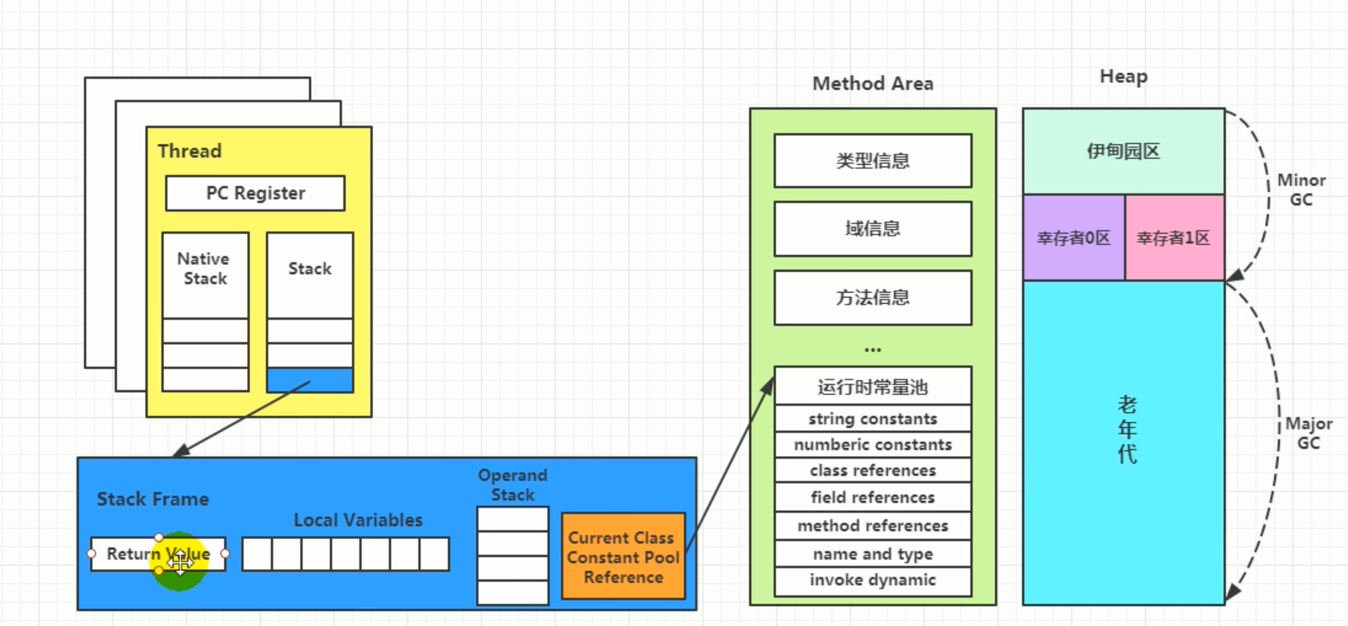 Thread
PC Register
Native
Stack
Stack
Stack Frame
Return Value
Local Variables
Operand
Stack
Current Class
Constant Pool
Reference
Method Area
类型信息
域信息
方法信息
...
运行时常量池
string constants
numberic constants
class references
field references
method references
name and type
invoke dynamic
Heap
伊甸园区
幸存者0区
幸存者1区
老
年
代
Minor
GC
Major
GC